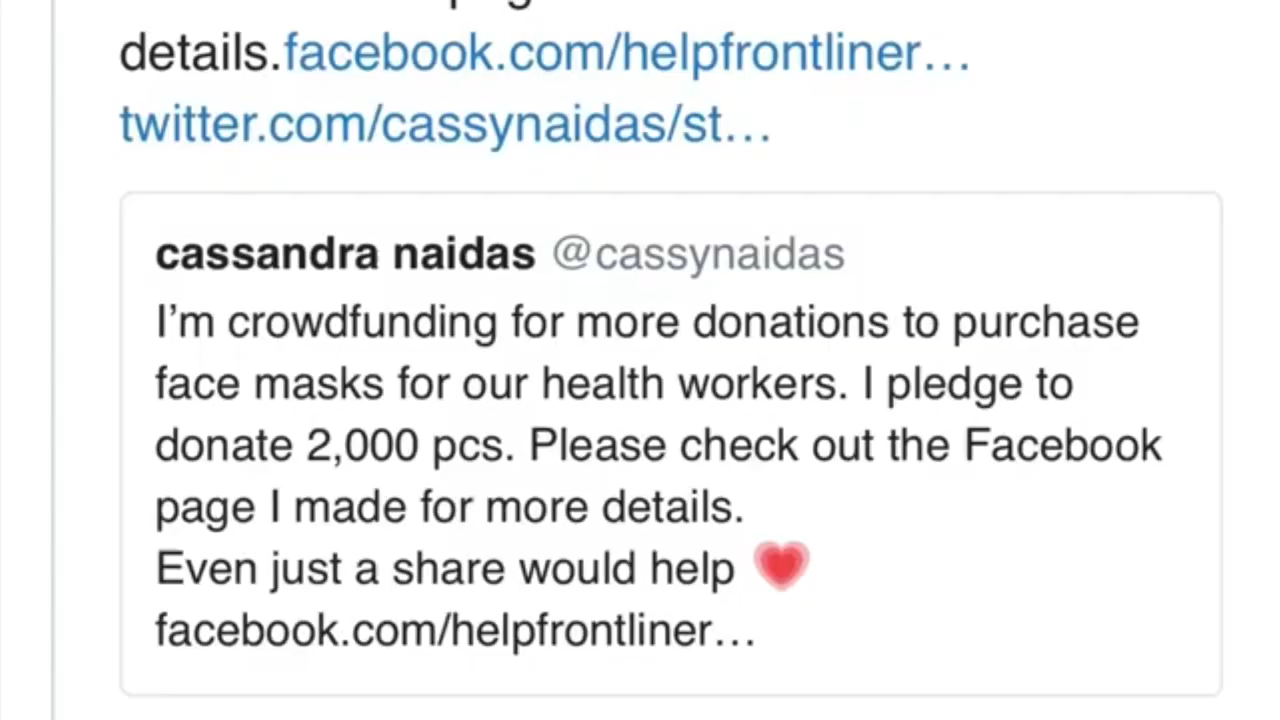 details.facebook.com/helpfrontliner…
twitter.com/cassynaidas/st…
cassandra naidas @cassynaidas
I’m crowdfunding for more donations to purchase
face masks for our health workers. I pledge to
donate 2,000 pcs. Please check out the Facebook
page I made for more details.
Even just a share would help 💗
facebook.com/helpfrontliner…